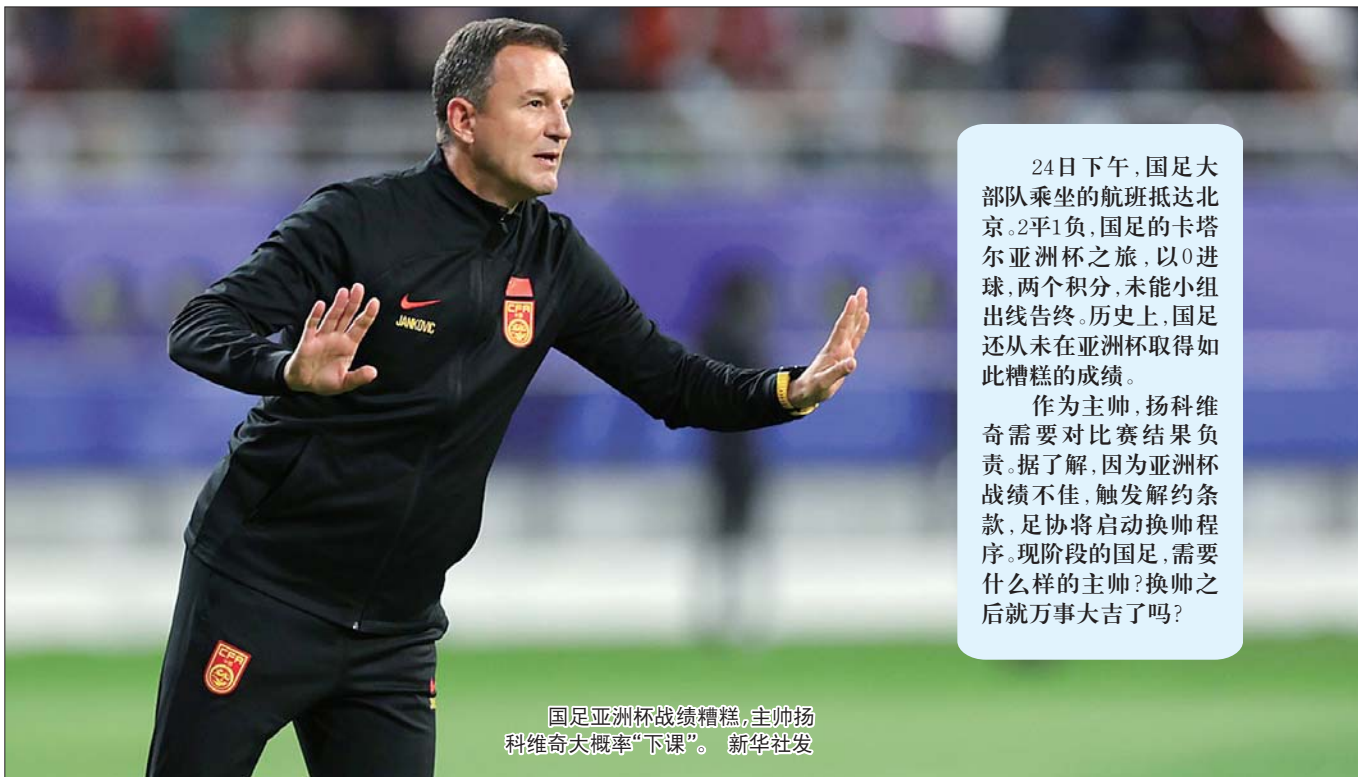 JANKOVIC
CFA
CFA
24日下午,国足大
部队乘坐的航班抵达北
京。2平1负,国足的卡塔
尔亚洲杯之旅,以0进
球,两个积分,未能小组
出线告终。历史上,国足
还从未在亚洲杯取得如
此糟糕的成绩。
作为主帅,扬科维
奇需要对比赛结果负
责。据了解,因为亚洲杯
战绩不佳,触发解约条
款,足协将启动换帅程
序。现阶段的国足,需要
什么样的主帅?换帅之
后就万事大吉了吗?
国足亚洲杯战绩糟糕,主帅扬
科维奇大概率“下课”。 新华社发